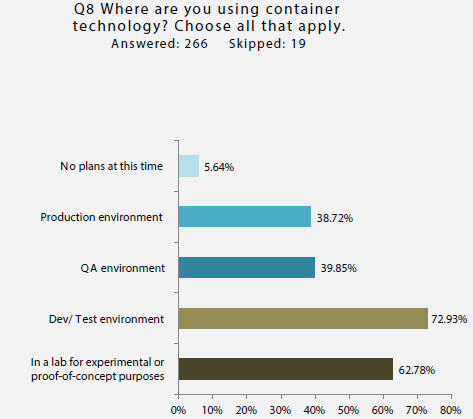 Q8 Where are you using container
technology? Choose all that apply.
Answered: 266 Skipped: 19
No plans at this time 5.64%
Production environment 38.72%
QA environment 39.85%
Dev/ Test environment 72.93%
In a lab for experimental or
proof-of-concept purposes 62.78%
0% 10% 20% 30% 40% 50% 60% 70% 80%